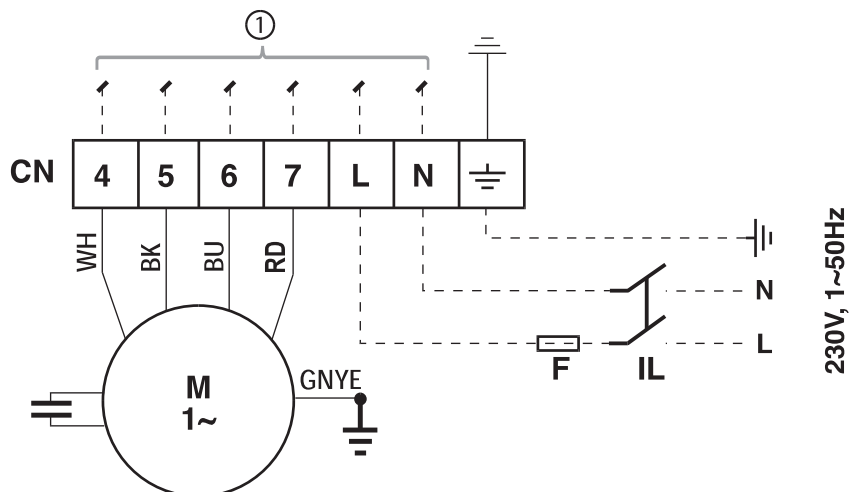 1
CN 4 5 6 7 L N
WH BK BU RD
N
L
F IL
230V, 1~50Hz
M
1~
GNYE